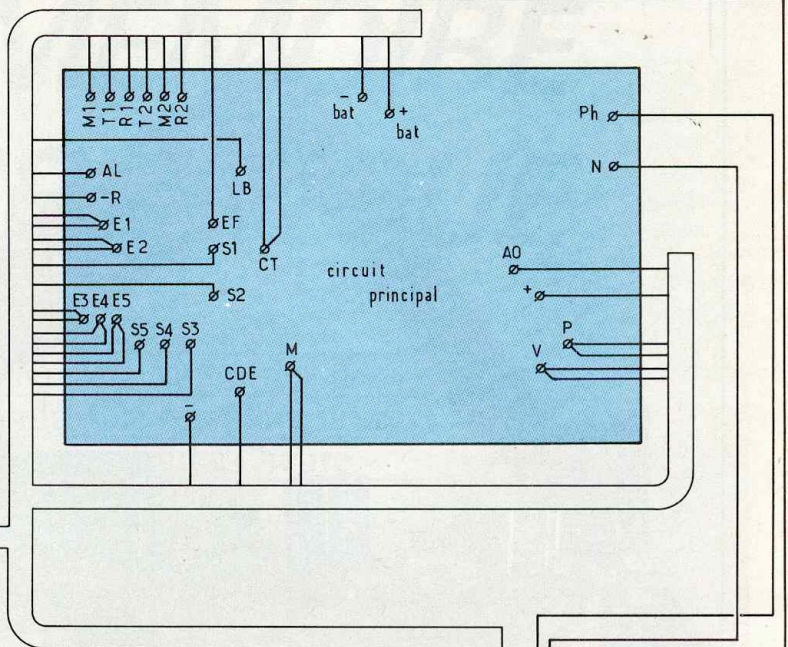 M1 T1 R1 T2 M2 R2
- bat
+ bat
Ph
N
AL
LB
-R
E1
EF
E2
S1
CT
circuit
principal
AO
+
S2
E3 E4 E5
S5 S4 S3
M
P
V
CDE
-